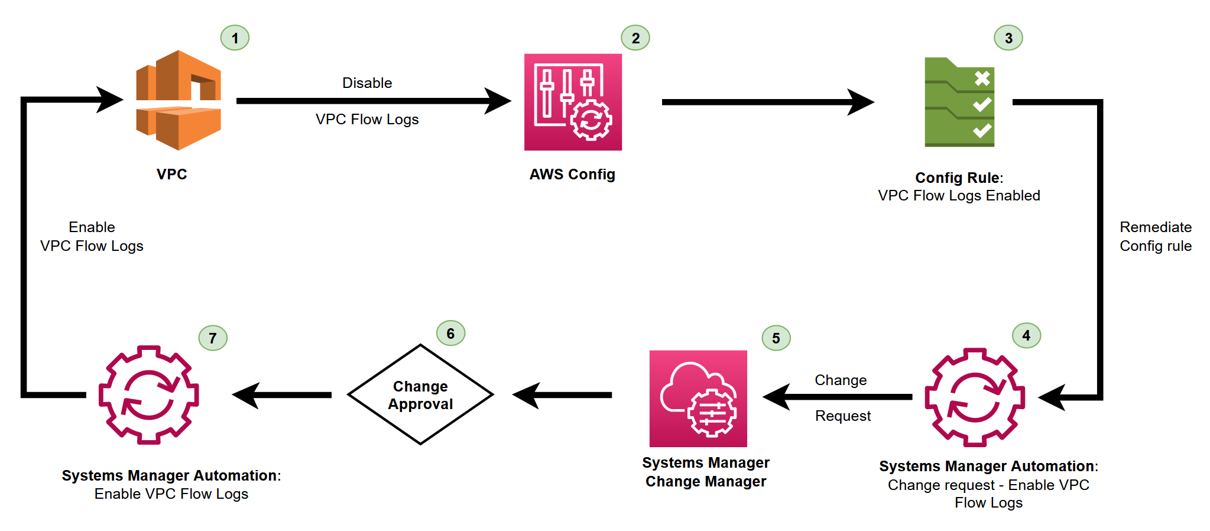 1
2
3
Disable
VPC Flow Logs
VPC
AWS Config
Config Rule:
VPC Flow Logs Enabled
Enable
VPC Flow Logs
Remediate
Config rule
7
6
5
4
Change
Approval
Change
Request
Systems Manager Automation:
Enable VPC Flow Logs
Systems Manager
Change Manager
Systems Manager Automation:
Change request - Enable VPC
Flow Logs